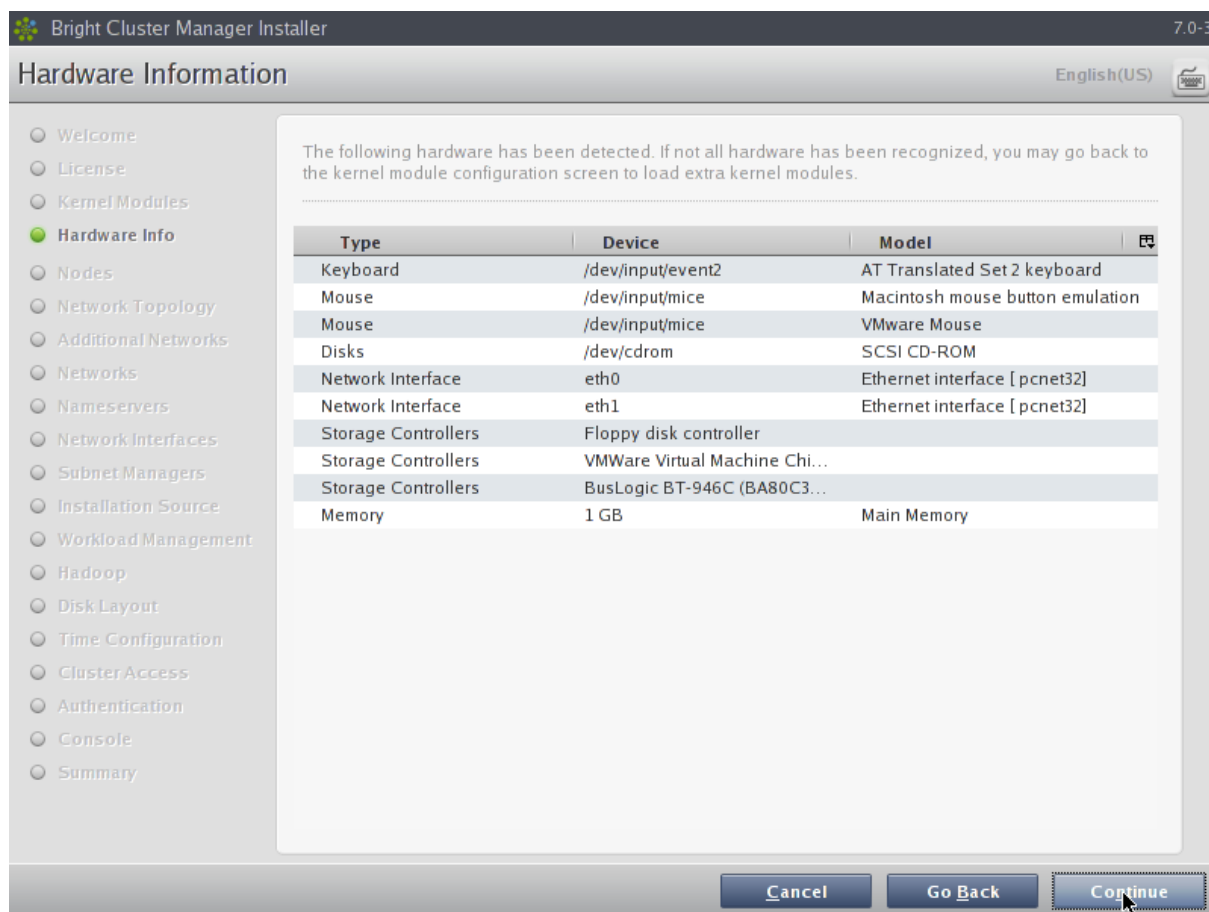 Bright Cluster Manager Installer
7.0-3
Hardware Information
English(US)
Welcome
License
Kernel Modules
Hardware Info
Nodes
Network Topology
Additional Networks
Networks
Nameservers
Network Interfaces
Subnet Managers
Installation Source
Workload Management
Hadoop
Disk Layout
Time Configuration
Cluster Access
Authentication
Console
Summary
The following hardware has been detected. If not all hardware has been recognized, you may go back to
the kernel module configuration screen to load extra kernel modules.
Type Device Model
Keyboard /dev/input/event2 AT Translated Set 2 keyboard
Mouse /dev/input/mice Macintosh mouse button emulation
Mouse /dev/input/mice VMware Mouse
Disks /dev/cdrom SCSI CD-ROM
Network Interface eth0 Ethernet interface [ pcnet32]
Network Interface eth1 Ethernet interface [ pcnet32]
Storage Controllers Floppy disk controller
Storage Controllers VMWare Virtual Machine Chi...
Storage Controllers BusLogic BT-946C (BA80C3...
Memory 1 GB Main Memory
Cancel Go Back Continue